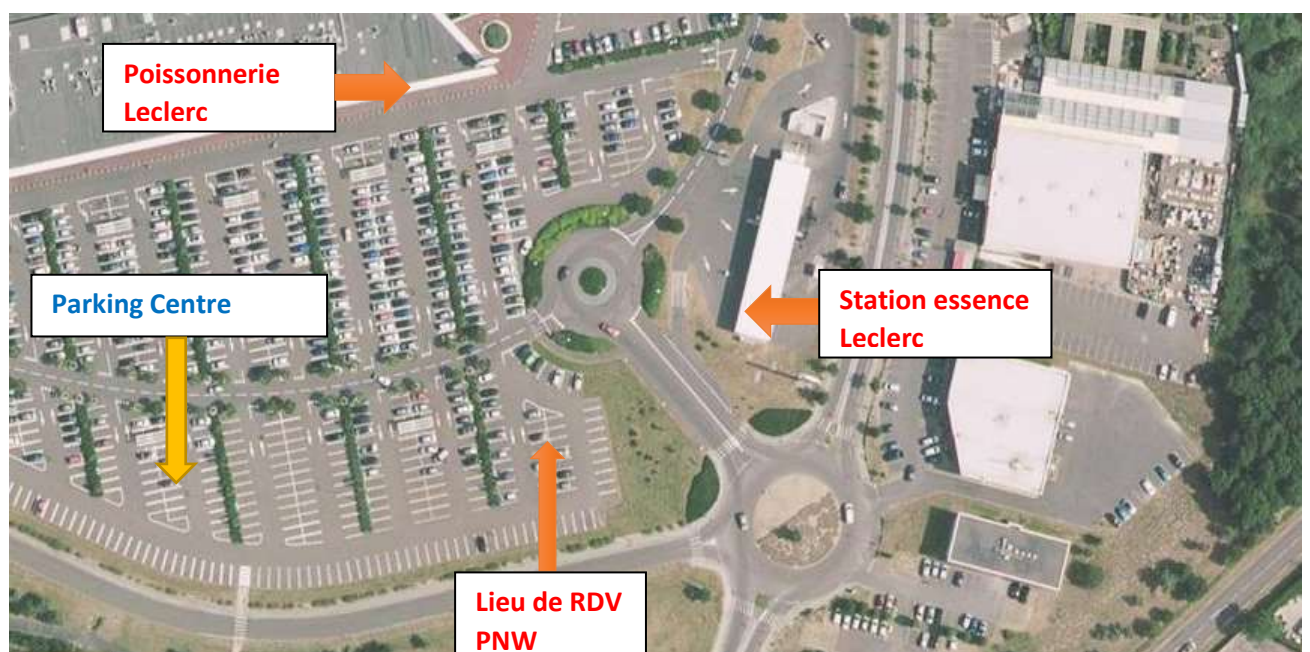 Poissonnerie
Leclerc
Parking Centre
Station essence
Leclerc
Lieu de RDV
PNW